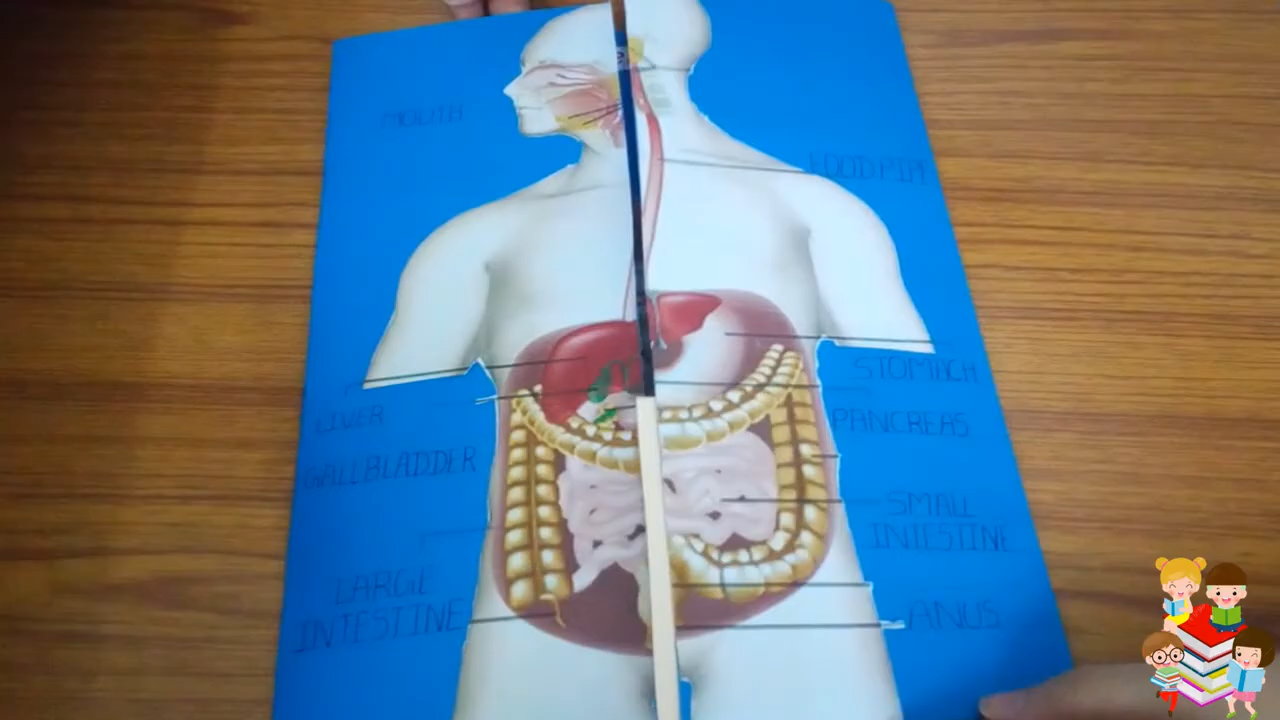 MOUTH
FOOD PIPE
STOMACH
LIVER
PANCREAS
GALLBLADDER
SMALL
INTESTINE
LARGE
INTESTINE
ANUS